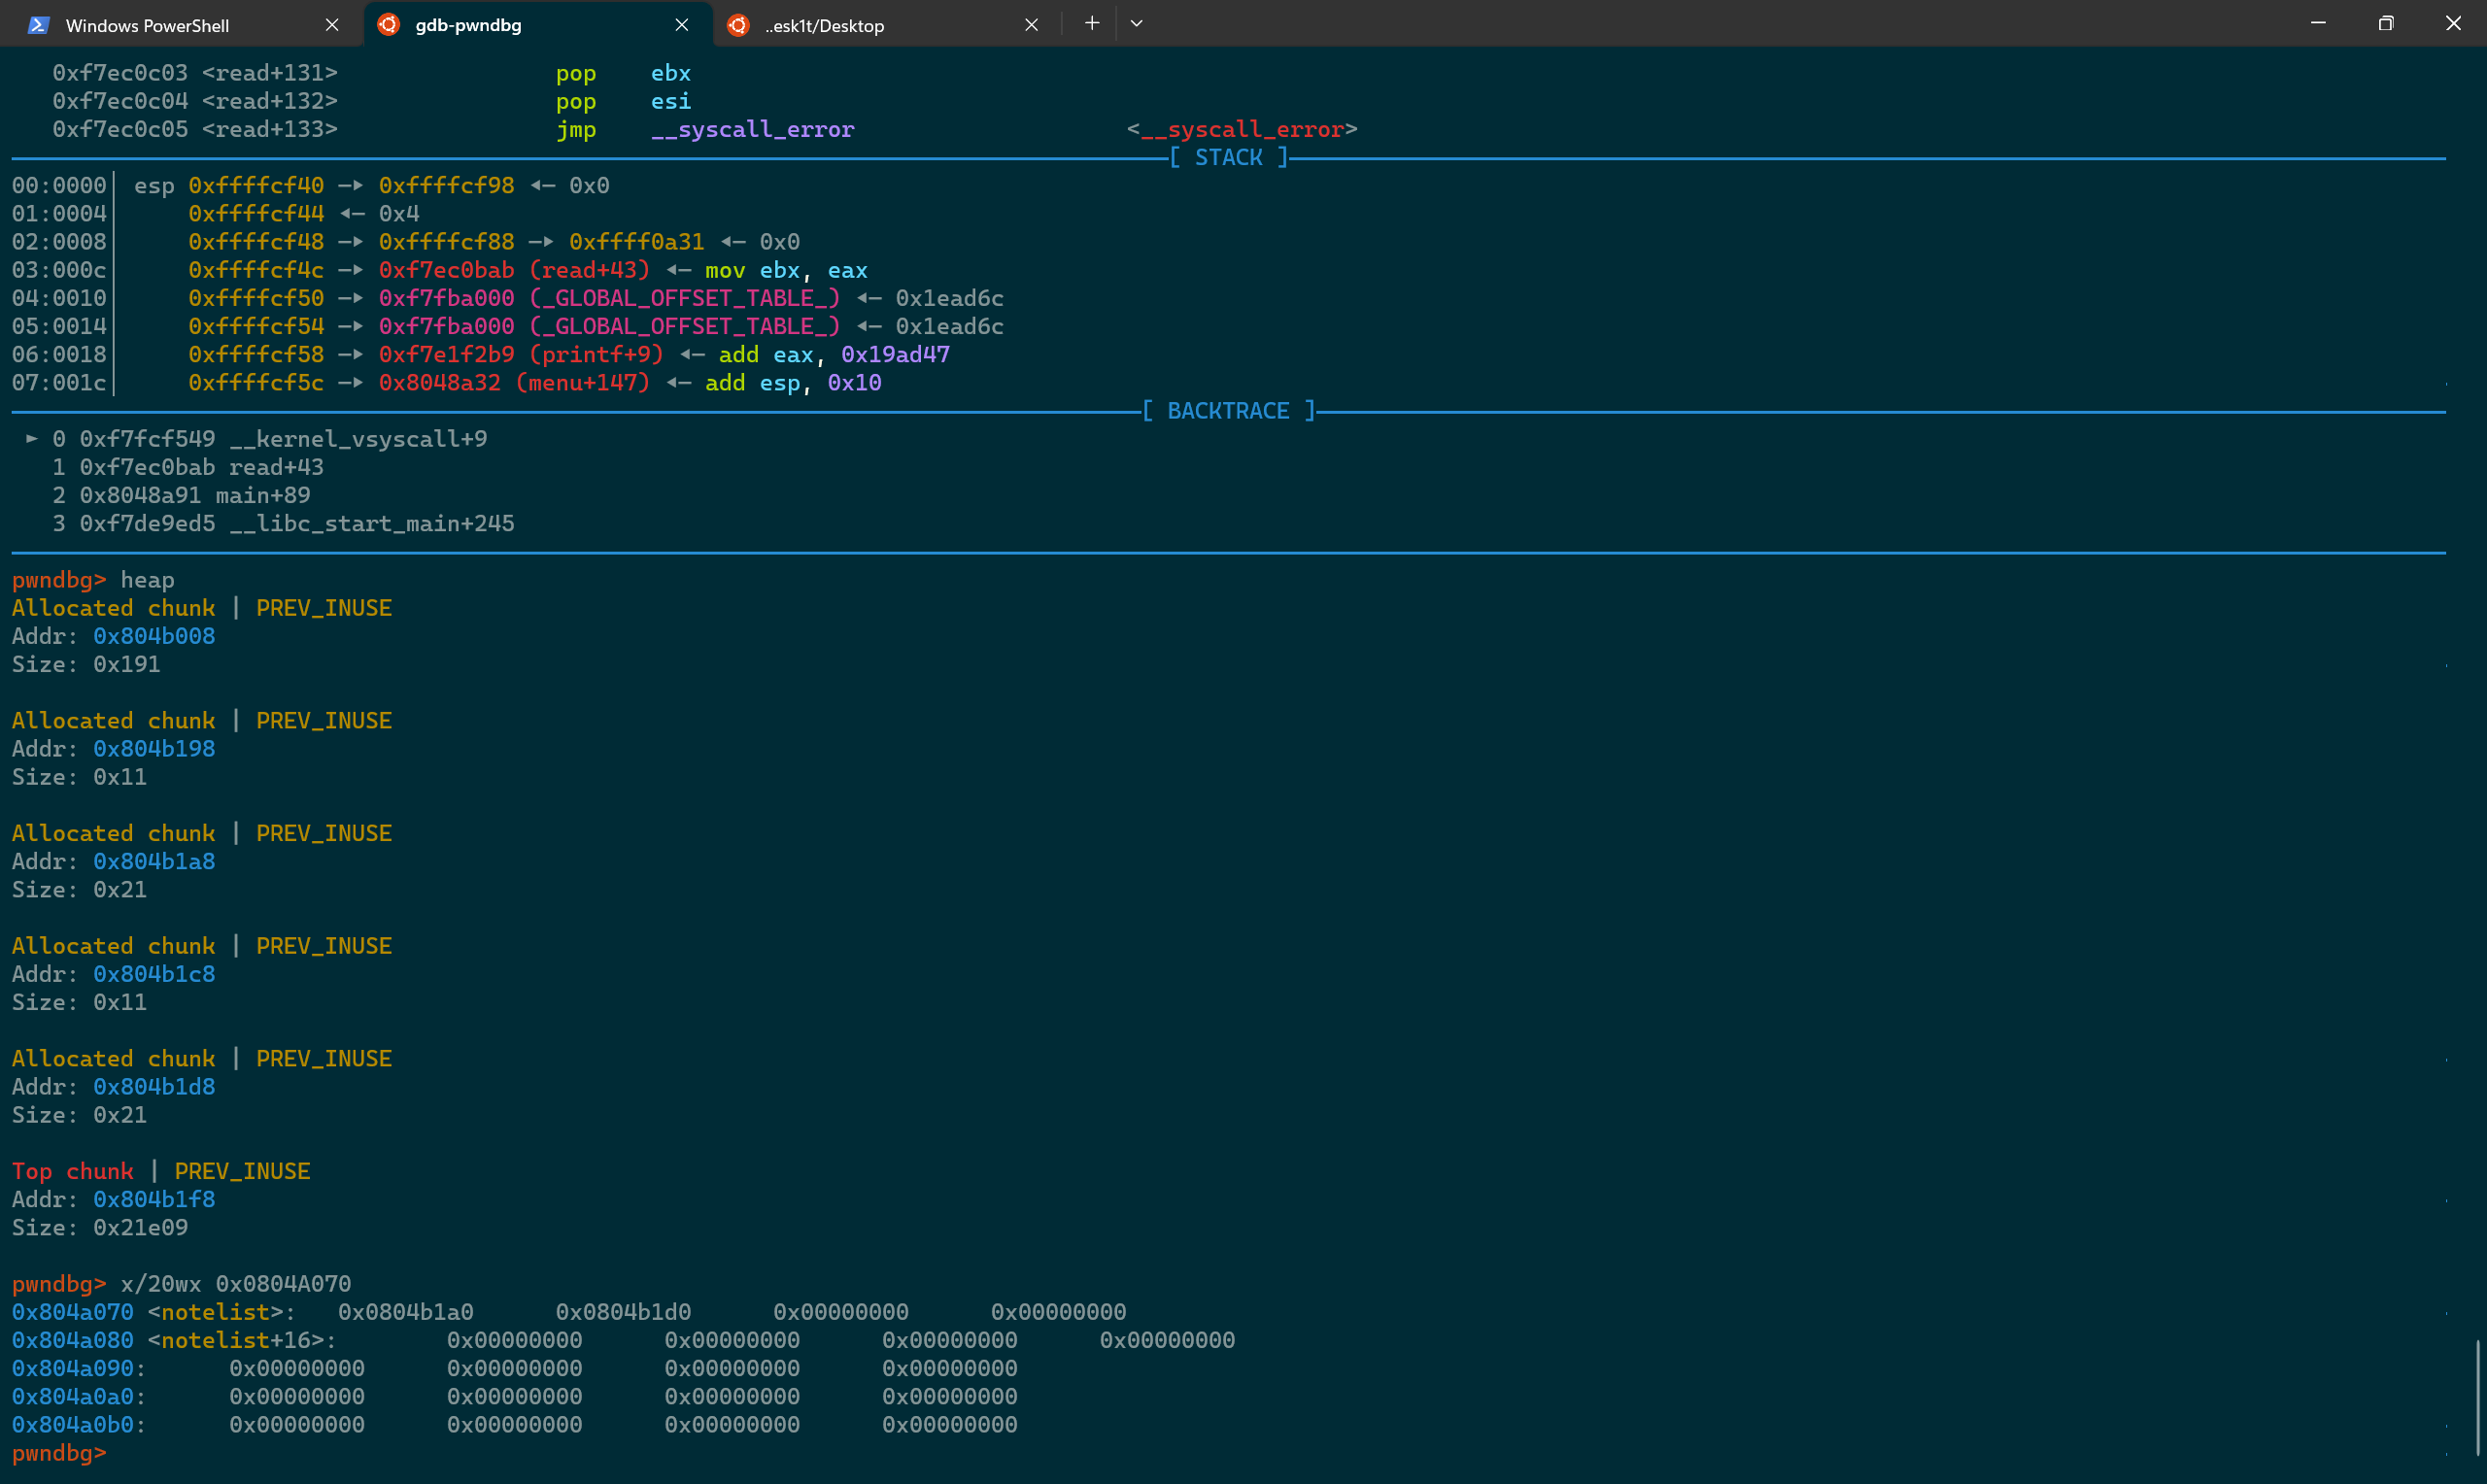 Windows PowerShell
gdb-pwndbg
..esk1t/Desktop
0xf7ec0c03 <read+131> pop ebx
0xf7ec0c04 <read+132> pop esi
0xf7ec0c05 <read+133> jmp __syscall_error <__syscall_error>
[ STACK ]
00:0000│ esp 0xffffcf40 —▸ 0xffffcf98 ◂— 0x0
01:0004│ 0xffffcf44 ◂— 0x4
02:0008│ 0xffffcf48 —▸ 0xffffcf88 —▸ 0xffff0a31 ◂— 0x0
03:000c│ 0xffffcf4c —▸ 0xf7ec0bab (read+43) ◂— mov ebx, eax
04:0010│ 0xffffcf50 —▸ 0xf7fba000 (_GLOBAL_OFFSET_TABLE_) ◂— 0x1ead6c
05:0014│ 0xffffcf54 —▸ 0xf7fba000 (_GLOBAL_OFFSET_TABLE_) ◂— 0x1ead6c
06:0018│ 0xffffcf58 —▸ 0xf7e1f2b9 (printf+9) ◂— add eax, 0x19ad47
07:001c│ 0xffffcf5c —▸ 0x8048a32 (menu+147) ◂— add esp, 0x10
[ BACKTRACE ]
► 0 0xf7fcf549 __kernel_vsyscall+9
1 0xf7ec0bab read+43
2 0x8048a91 main+89
3 0xf7de9ed5 __libc_start_main+245
pwndbg> heap
Allocated chunk | PREV_INUSE
Addr: 0x804b008
Size: 0x191
Allocated chunk | PREV_INUSE
Addr: 0x804b198
Size: 0x11
Allocated chunk | PREV_INUSE
Addr: 0x804b1a8
Size: 0x21
Allocated chunk | PREV_INUSE
Addr: 0x804b1c8
Size: 0x11
Allocated chunk | PREV_INUSE
Addr: 0x804b1d8
Size: 0x21
Top chunk | PREV_INUSE
Addr: 0x804b1f8
Size: 0x21e09
pwndbg> x/20wx 0x0804A070
0x804a070 <notelist>: 0x0804b1a0 0x0804b1d0 0x00000000 0x00000000
0x804a080 <notelist+16>: 0x00000000 0x00000000 0x00000000 0x00000000
0x804a090: 0x00000000 0x00000000 0x00000000 0x00000000
0x804a0a0: 0x00000000 0x00000000 0x00000000 0x00000000
0x804a0b0: 0x00000000 0x00000000 0x00000000 0x00000000
pwndbg>